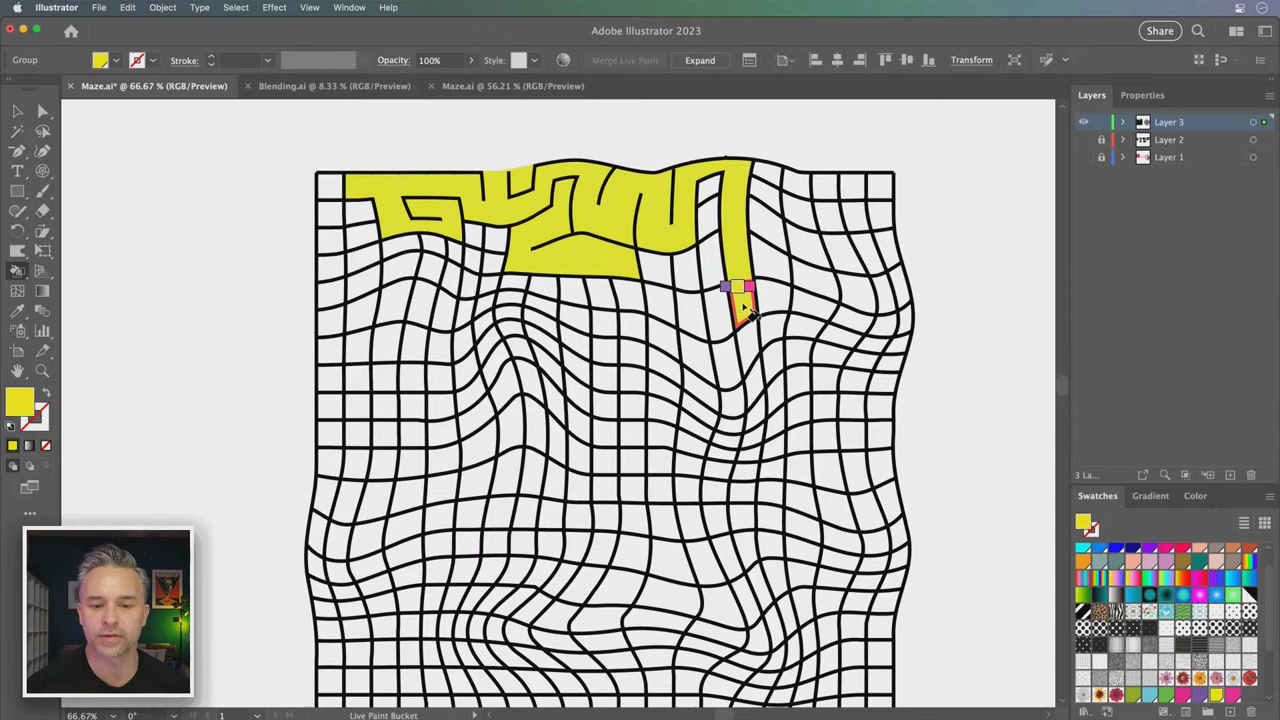 Illustrator File Edit Object Type Select Effect View Window Help
Adobe Illustrator 2023
Share
Group Stroke: Opacity: 100% Style: Merge Live Paint Expand Transform
Maze.ai* @ 66.67 % (RGB/Preview) Blending.ai @ 8.33 % (RGB/Preview) Maze.ai @ 56.21 % (RGB/Preview)
Layers Properties
Layer 3
Layer 2
Layer 1
3 La...
Swatches Gradient Color
66.67% 0° 1 Live Paint Bucket